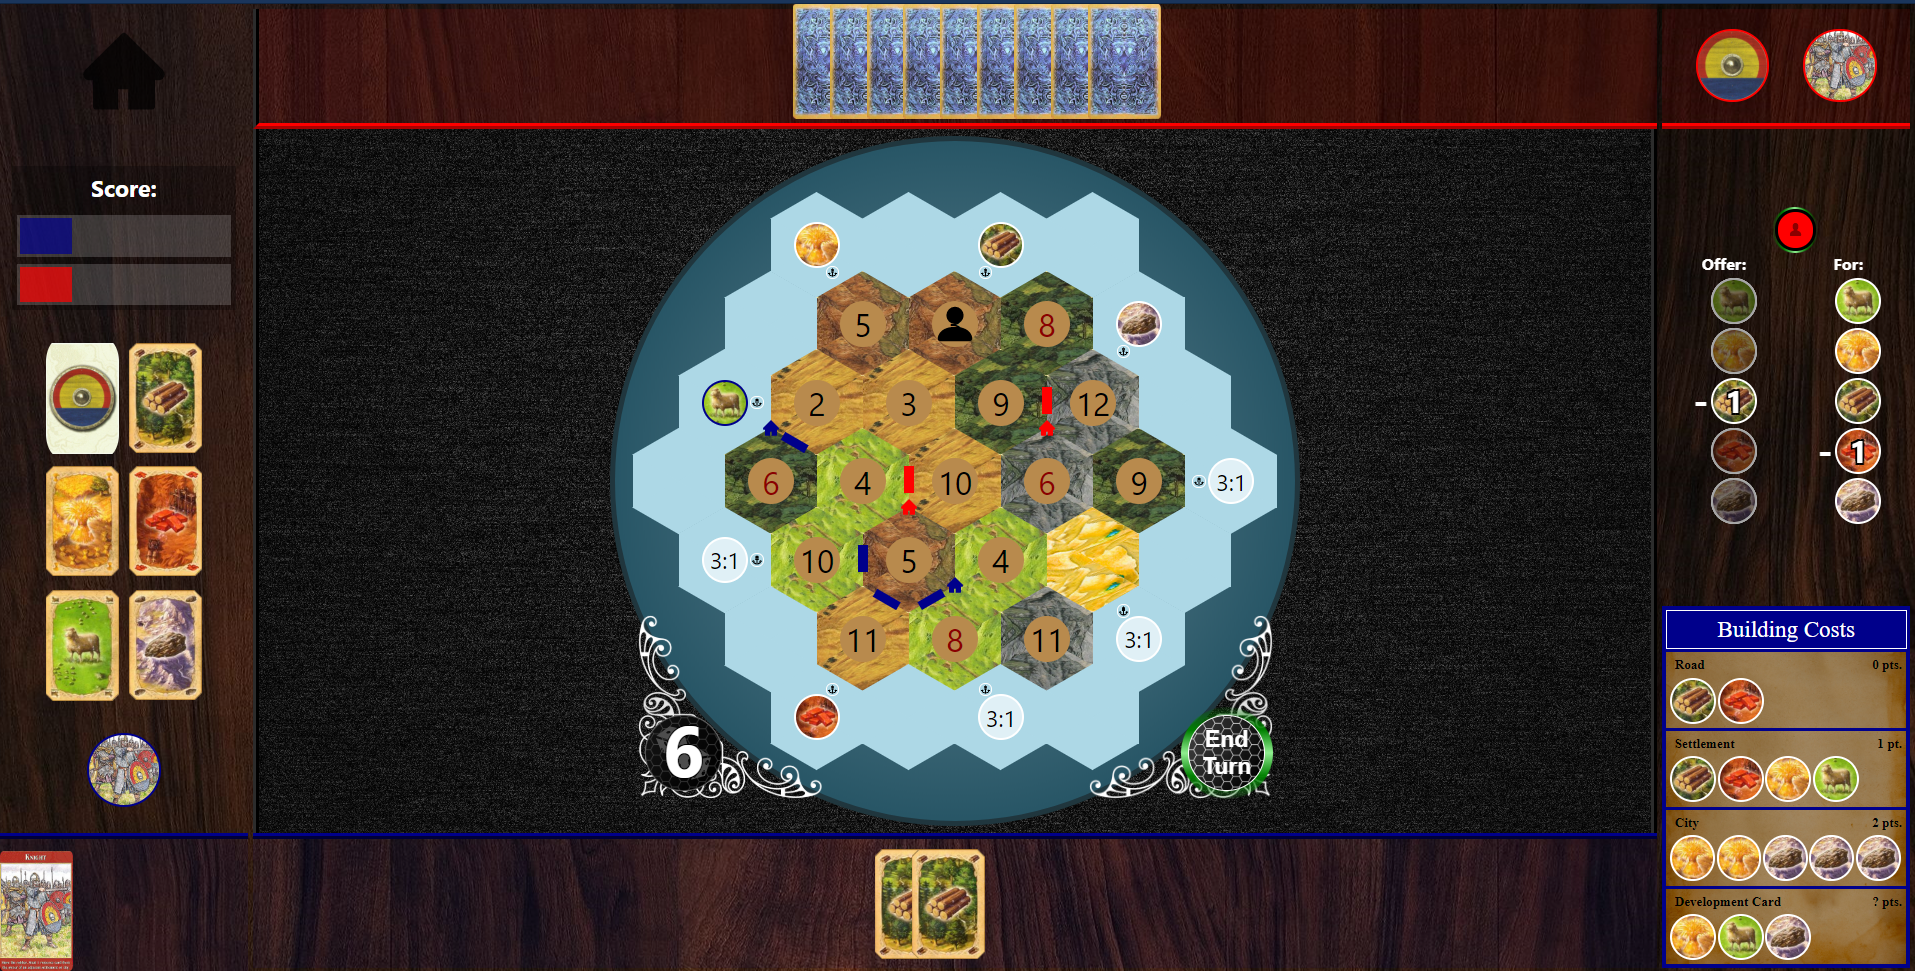 Score:
5
8
2
3
9
12
6
4
10
6
9
3:1
3:1
10
5
4
11
8
11
3:1
3:1
6
End
Turn
Offer:
For:
-1
-1
Building Costs
Road
0 pts.
Settlement
1 pt.
City
2 pts.
Development Card
? pts.
KNIGHT